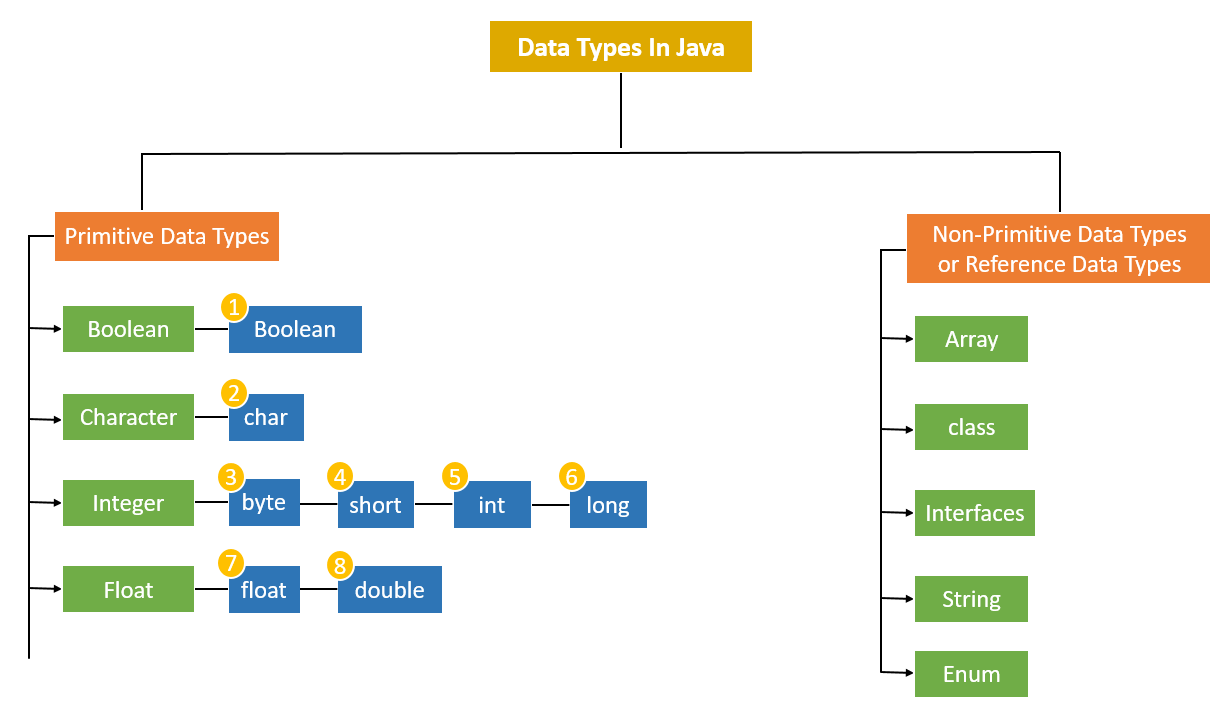 Data Types In Java
Primitive Data Types
Non-Primitive Data Types
or Reference Data Types
1
Boolean
Boolean
Array
2
Character
char
class
3
4
5
6
Integer
byte
short
int
long
Interfaces
7
8
Float
float
double
String
Enum